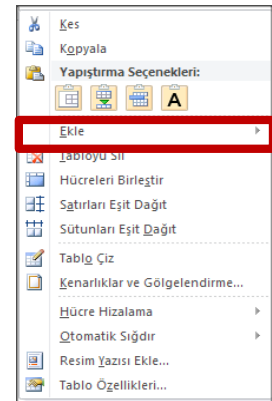 Kes
Kopyala
Yapıştırma Seçenekleri:
A
Ekle
Tabloyu Sil
Hücreleri Birleştir
Satırları Eşit Dağıt
Sütunları Eşit Dağıt
Tablo Çiz
Kenarlıklar ve Gölgelendirme...
Hücre Hizalama
Otomatik Sığdır
Resim Yazısı Ekle...
Tablo Özellikleri...